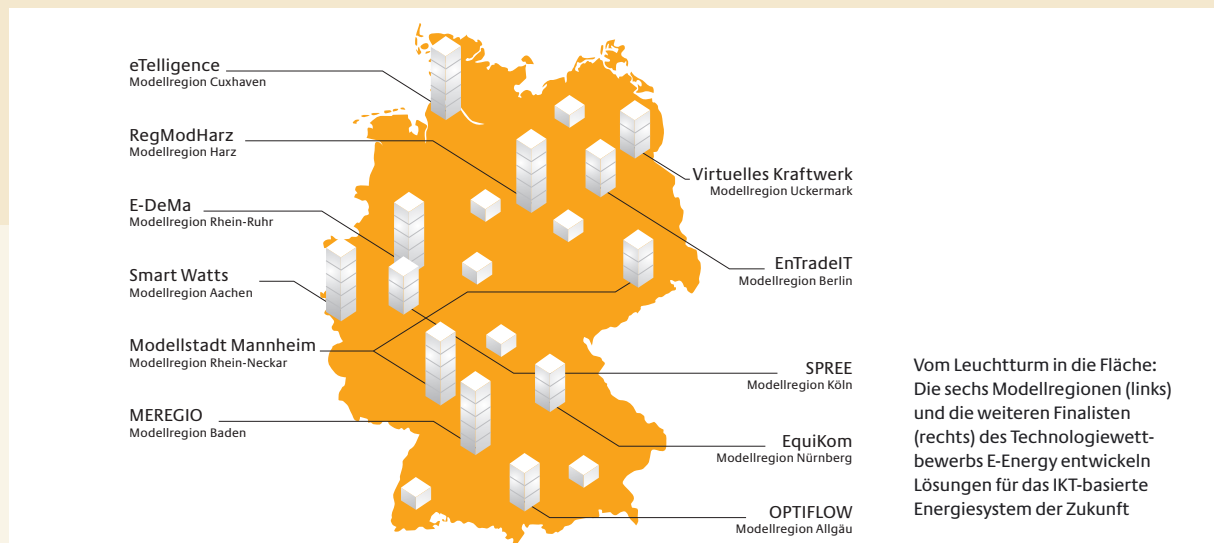 eTelligence
Modellregion Cuxhaven
RegModHarz
Modellregion Harz
E-DeMa
Modellregion Rhein-Ruhr
Smart Watts
Modellregion Aachen
Modellstadt Mannheim
Modellregion Rhein-Neckar
MEREGIO
Modellregion Baden
Virtuelles Kraftwerk
Modellregion Uckermark
EnTradeIT
Modellregion Berlin
SPREE
Modellregion Köln
EquiKom
Modellregion Nürnberg
OPTIFLOW
Modellregion Allgäu
Vom Leuchtturm in die Fläche:
Die sechs Modellregionen (links)
und die weiteren Finalisten
(rechts) des Technologiewett-
bewerbs E-Energy entwickeln
Lösungen für das IKT-basierte
Energiesystem der Zukunft